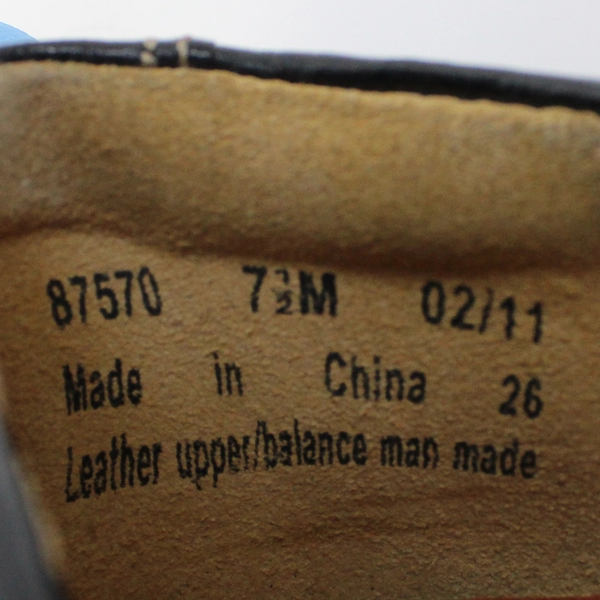 87570 7½M 02/11
Made in China 26
Leather upper/balance man made